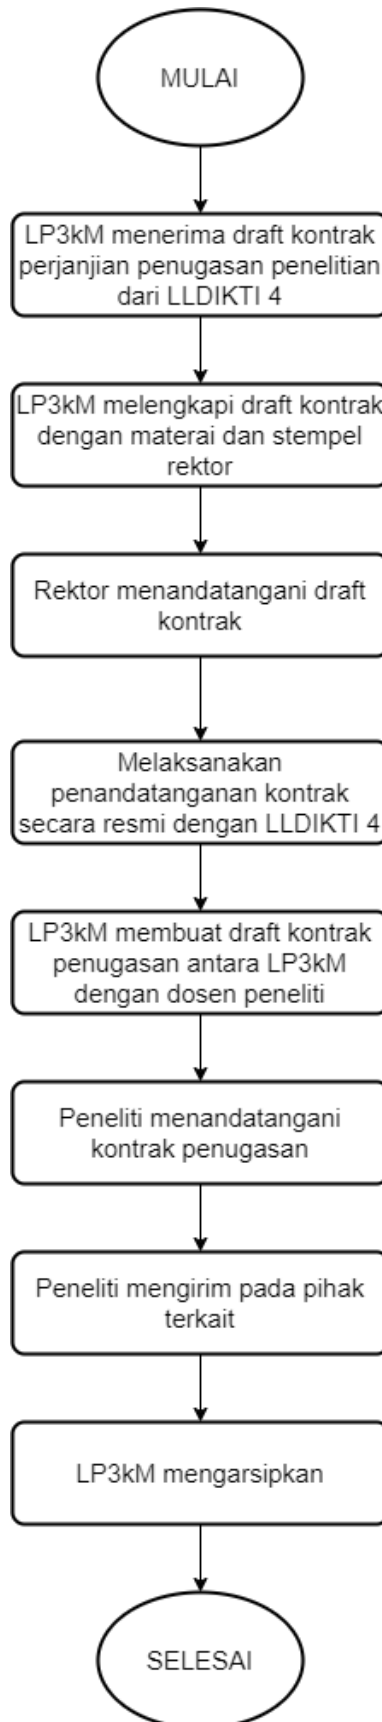 MULAI
LP3kM menerima draft kontrak
perjanjian penugasan penelitian
dari LLDIKTI 4
LP3kM melengkapi draft kontrak
dengan materai dan stempel
rektor
Rektor menandatangani draft
kontrak
Melaksanakan
penandatanganan kontrak
secara resmi dengan LLDIKTI 4
LP3kM membuat draft kontrak
penugasan antara LP3kM
dengan dosen peneliti
Peneliti menandatangani
kontrak penugasan
Peneliti mengirim pada pihak
terkait
LP3kM mengarsipkan
SELESAI